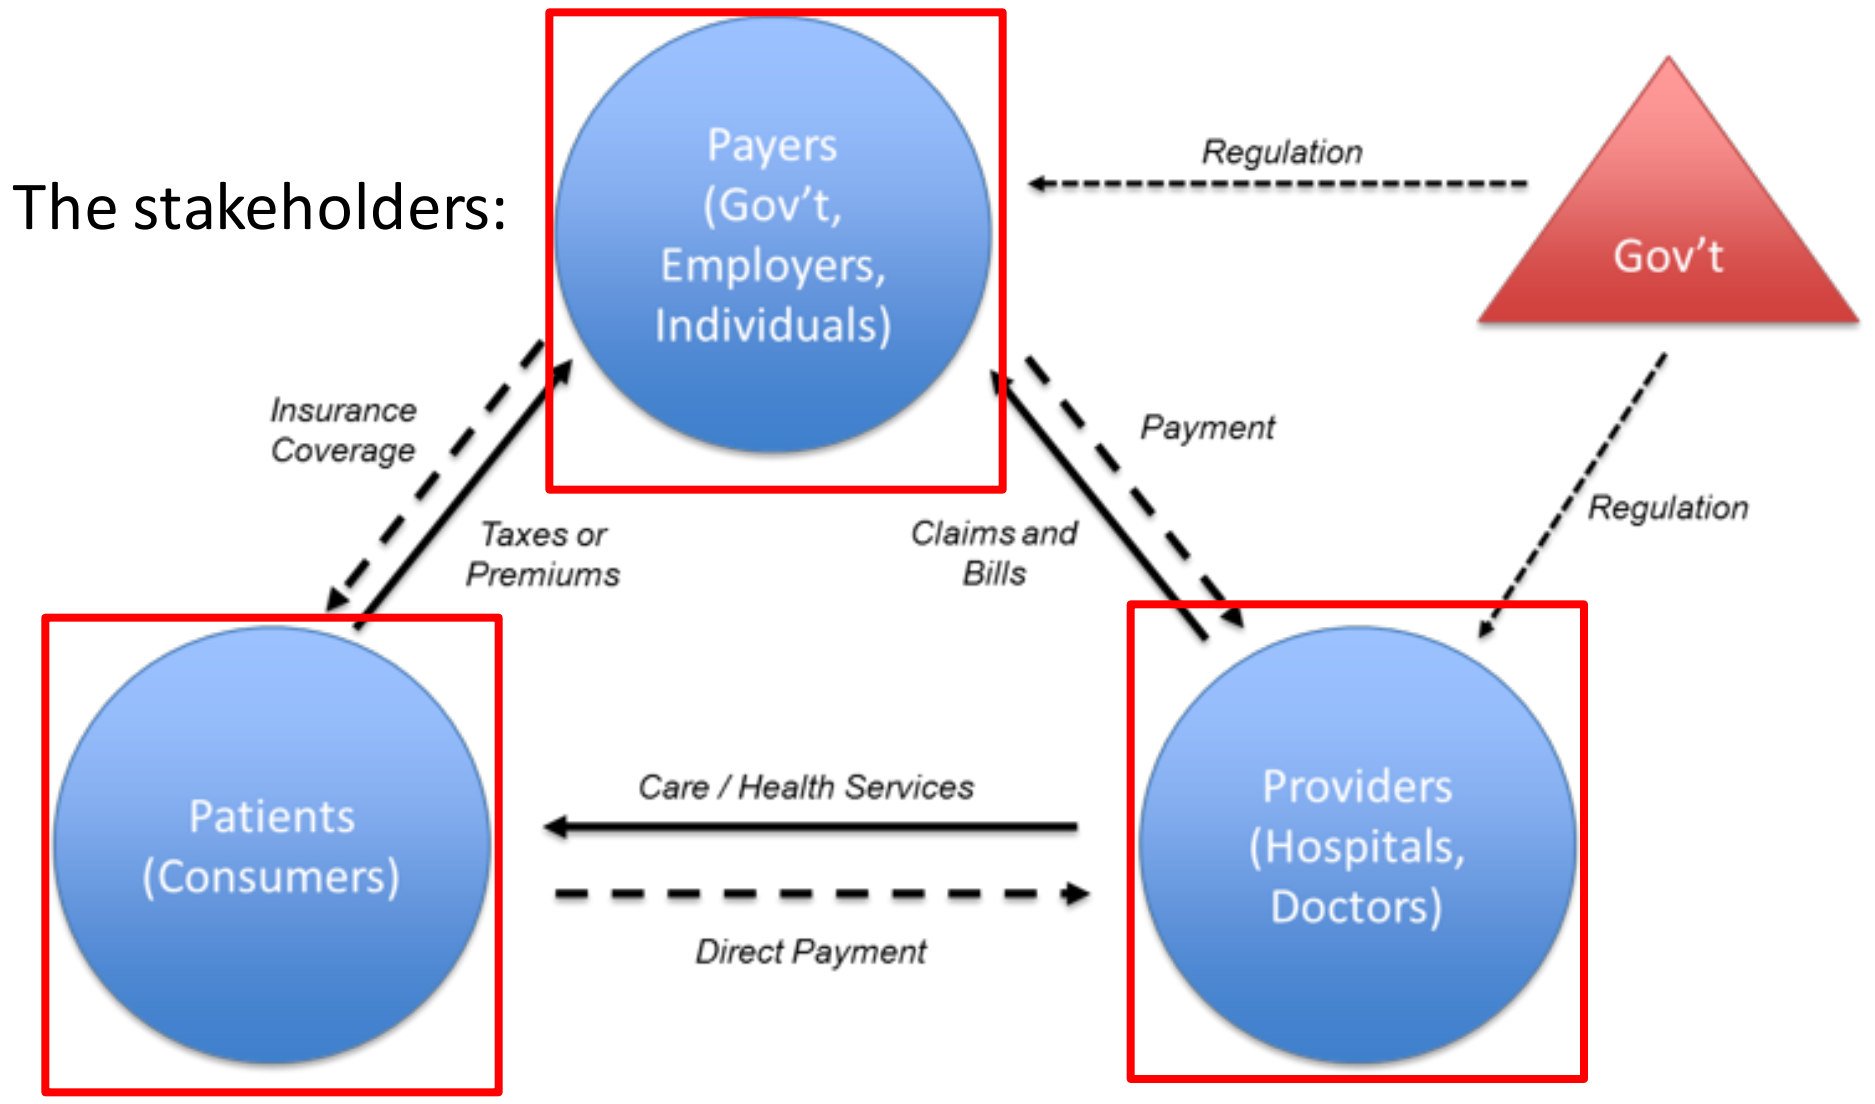 The stakeholders:
Payers
(Gov't,
Employers,
Individuals)
Regulation
Gov't
Insurance
Coverage
Taxes or
Premiums
Payment
Claims and
Bills
Regulation
Patients
(Consumers)
Care / Health Services
Direct Payment
Providers
(Hospitals,
Doctors)